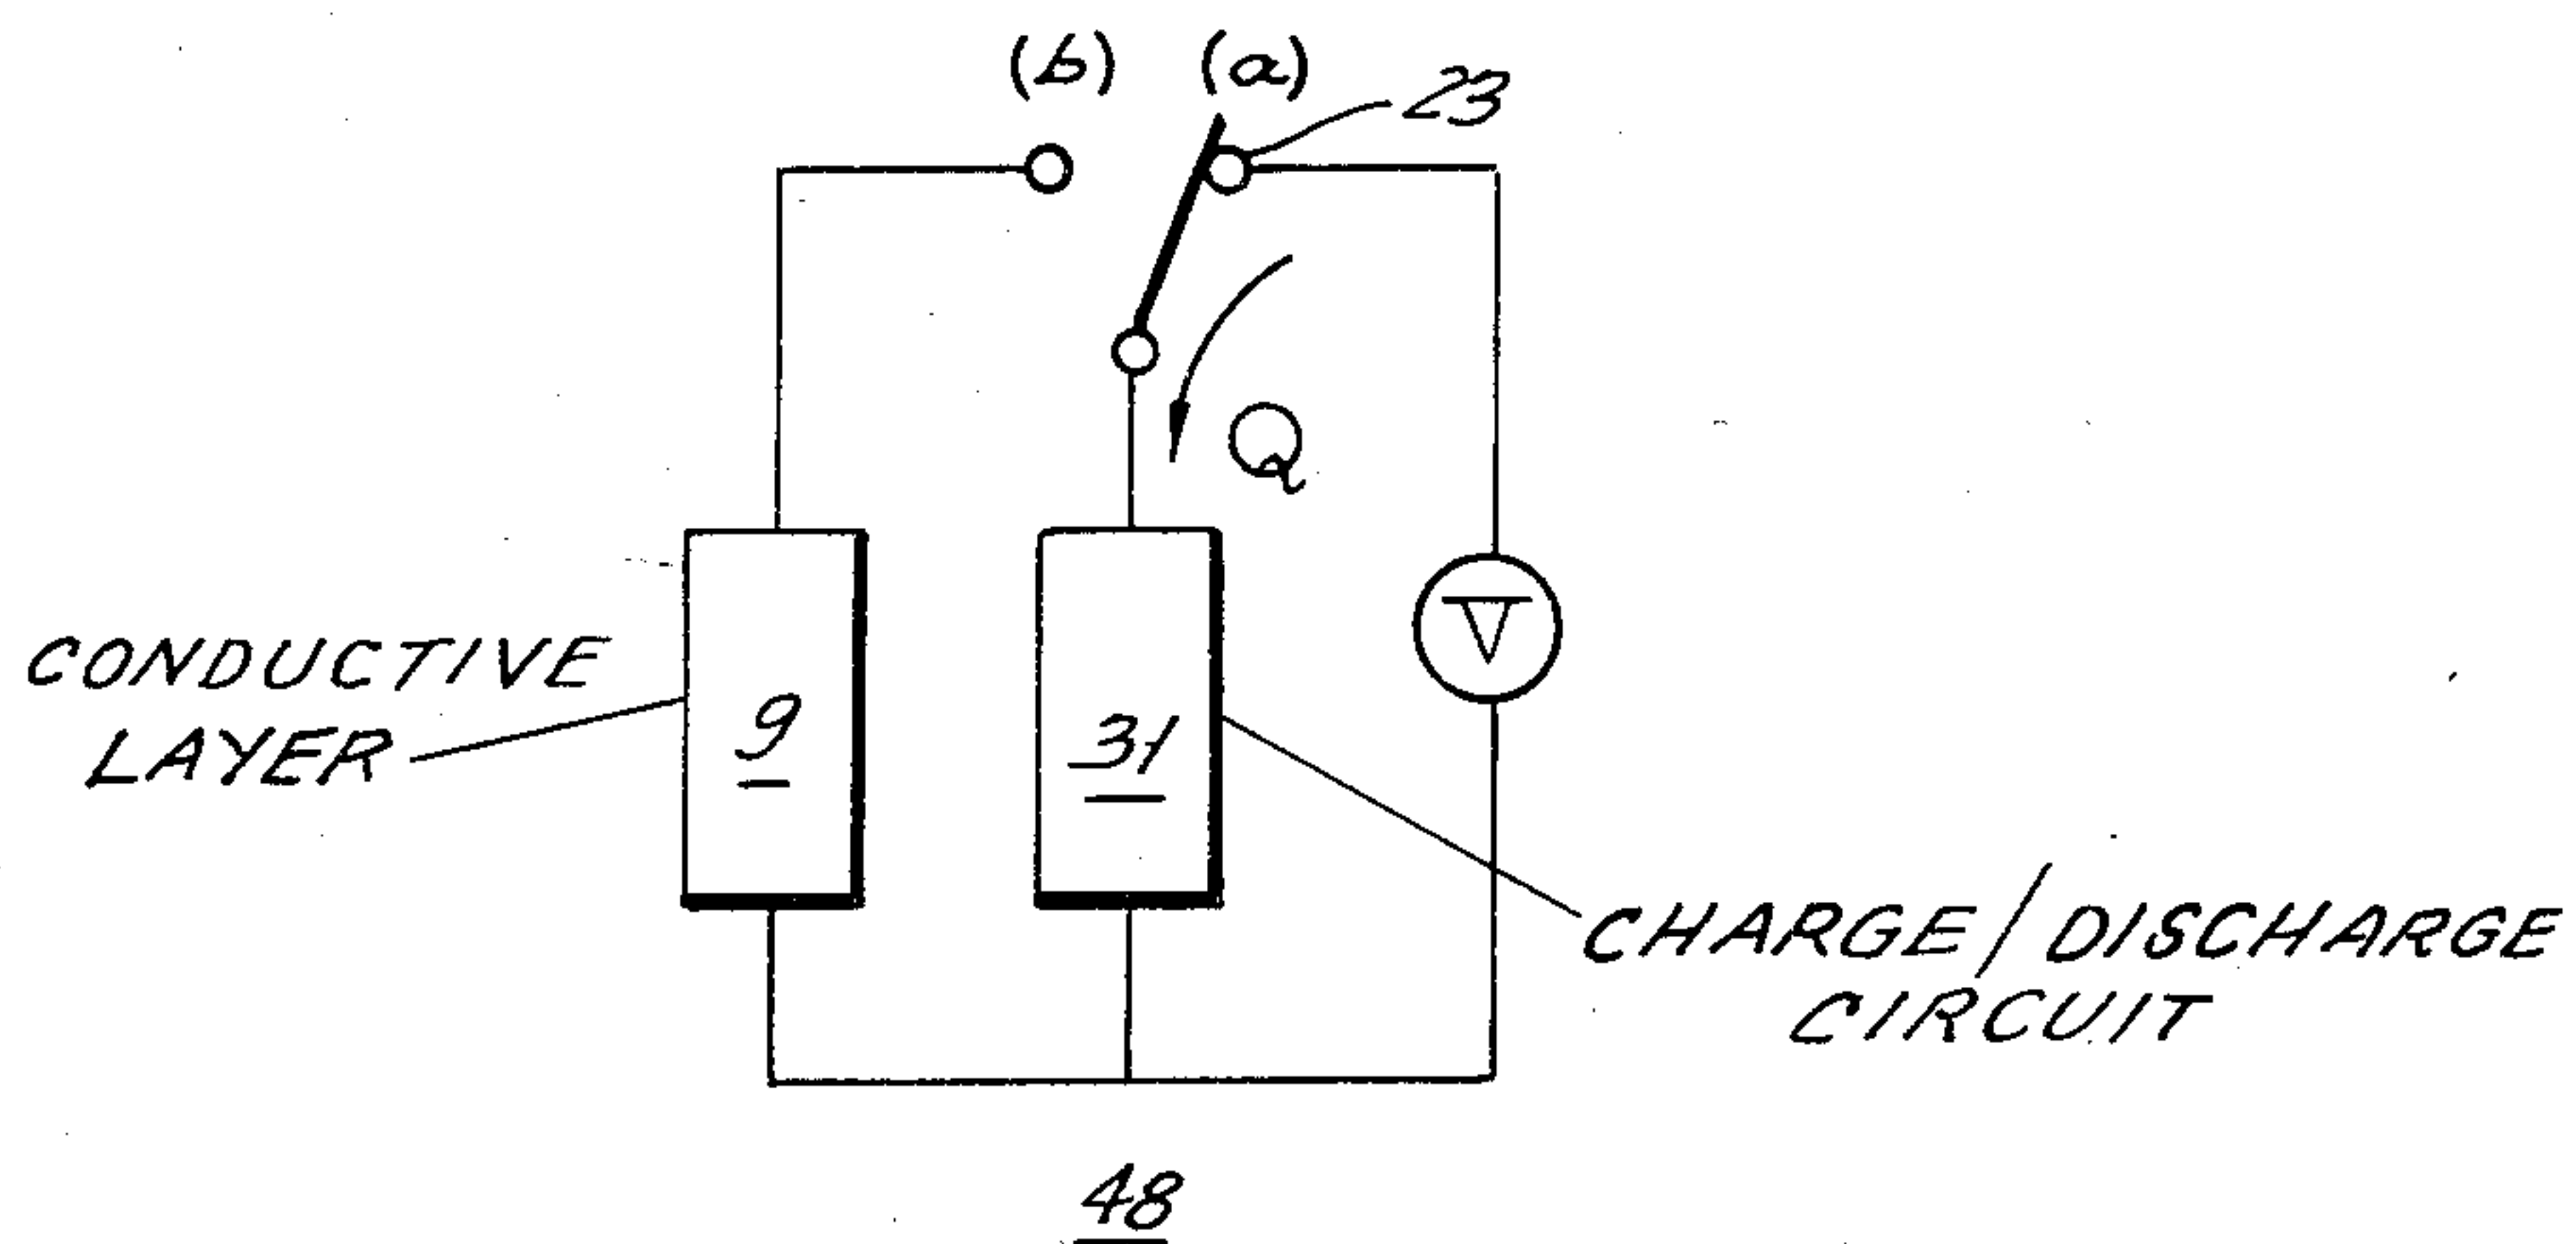 (b) (a) 23
Q
V
CONDUCTIVE
LAYER
9
31
CHARGE/DISCHARGE
CIRCUIT
48